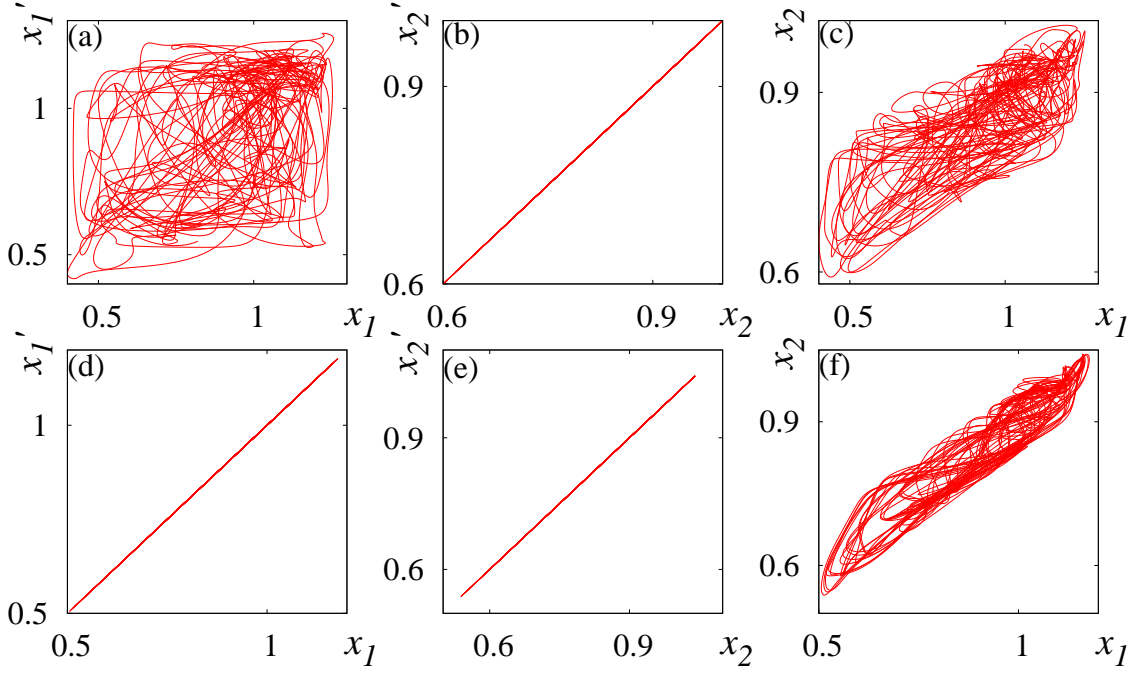 x1' (a) 1 0.5 0.5 1 x1
x2' (b) 0.9 0.6 0.6 0.9 x2
x2 (c) 0.9 0.6 0.5 1 x1
x1' (d) 1 0.5 0.5 1 x1
x2' (e) 0.9 0.6 0.6 0.9 x2
x2 (f) 0.9 0.6 0.5 1 x1